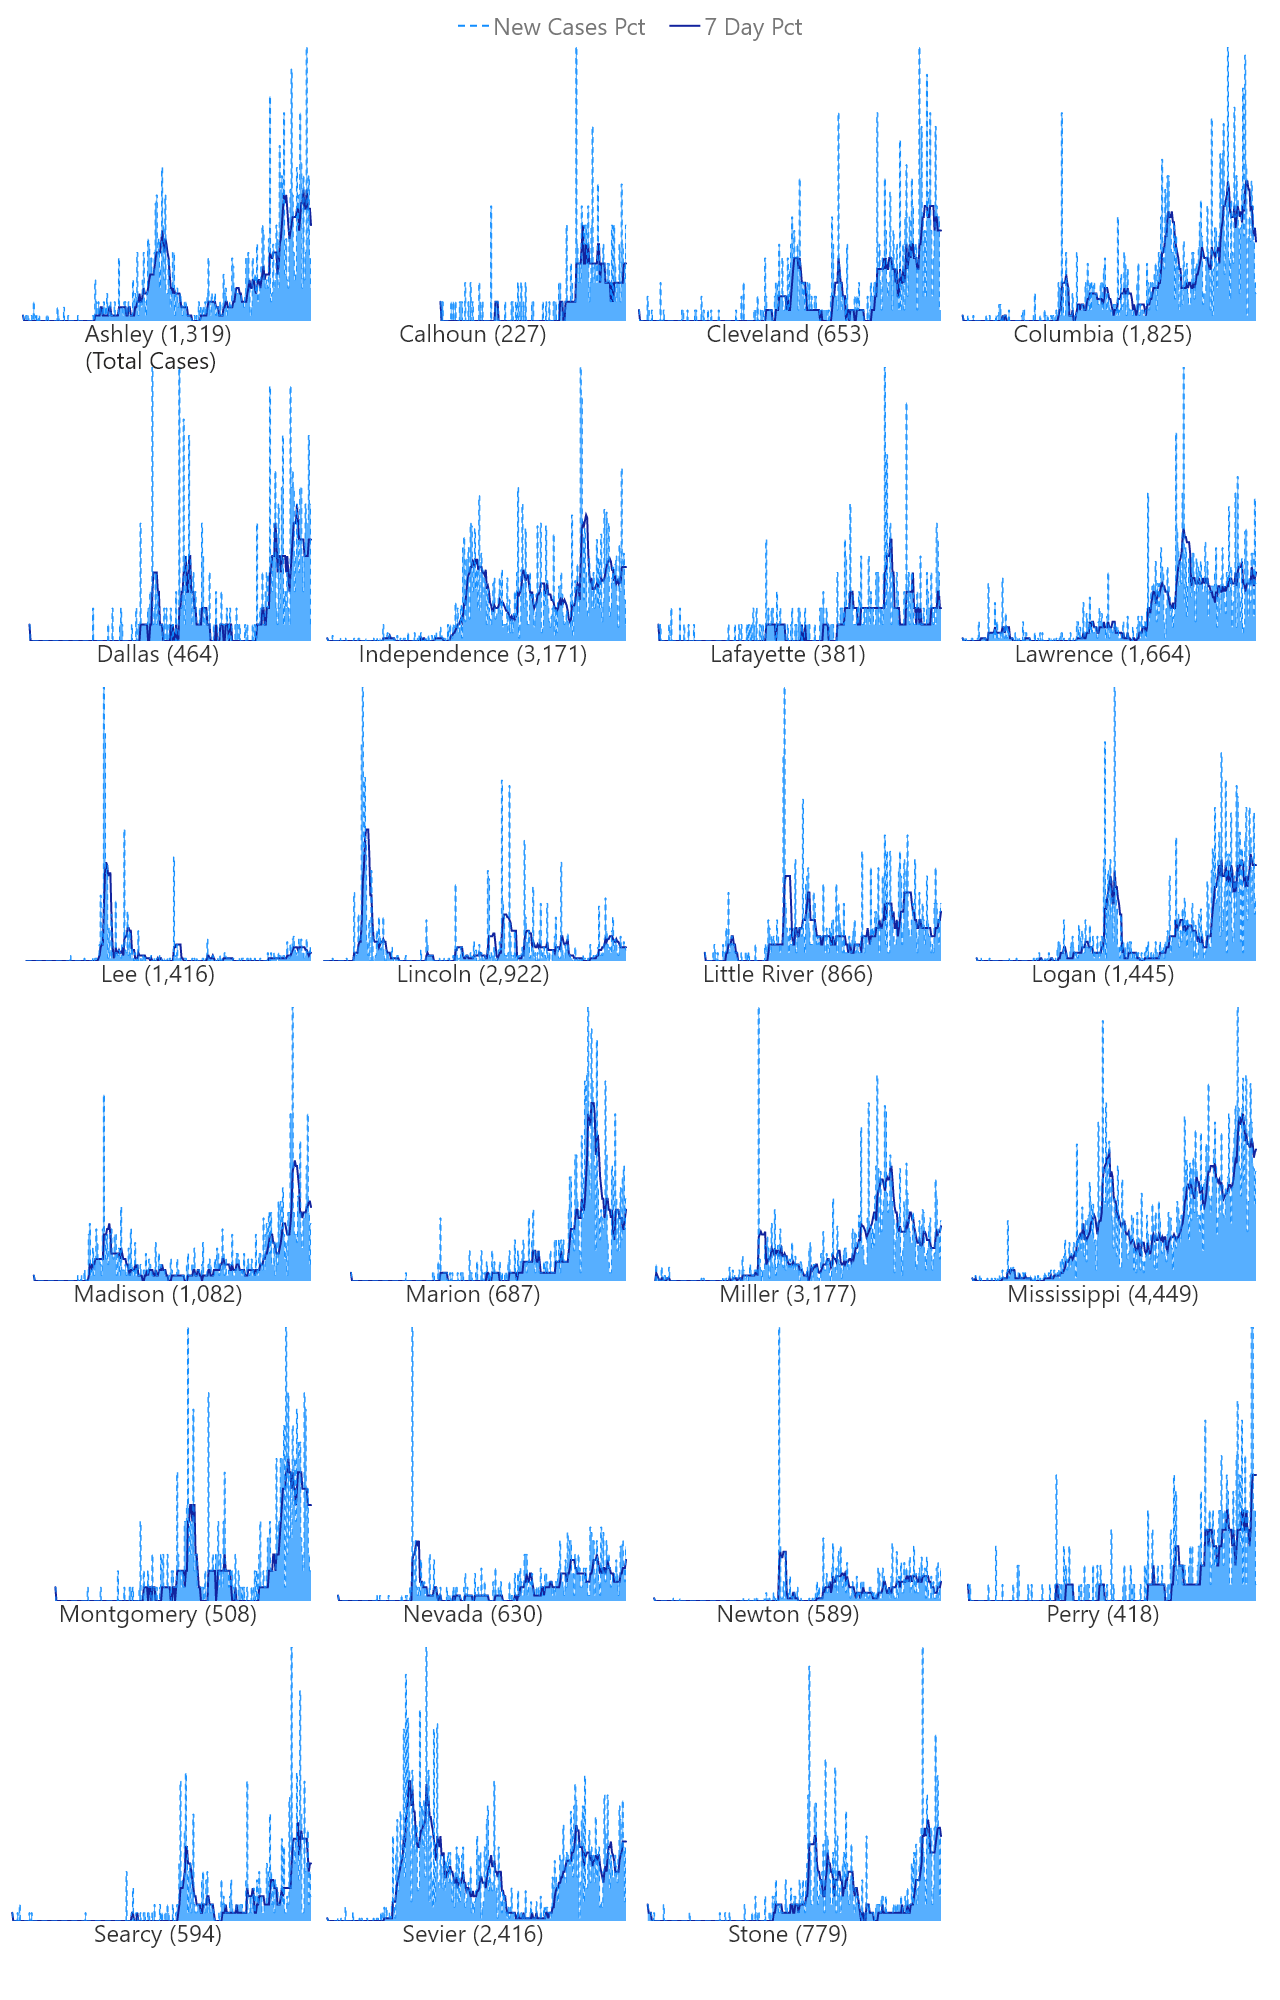 New Cases Pct 7 Day Pct
Ashley (1,319)
(Total Cases)
Calhoun (227)
Cleveland (653)
Columbia (1,825)
Dallas (464)
Independence (3,171)
Lafayette (381)
Lawrence (1,664)
Lee (1,416)
Lincoln (2,922)
Little River (866)
Logan (1,445)
Madison (1,082)
Marion (687)
Miller (3,177)
Mississippi (4,449)
Montgomery (508)
Nevada (630)
Newton (589)
Perry (418)
Searcy (594)
Sevier (2,416)
Stone (779)